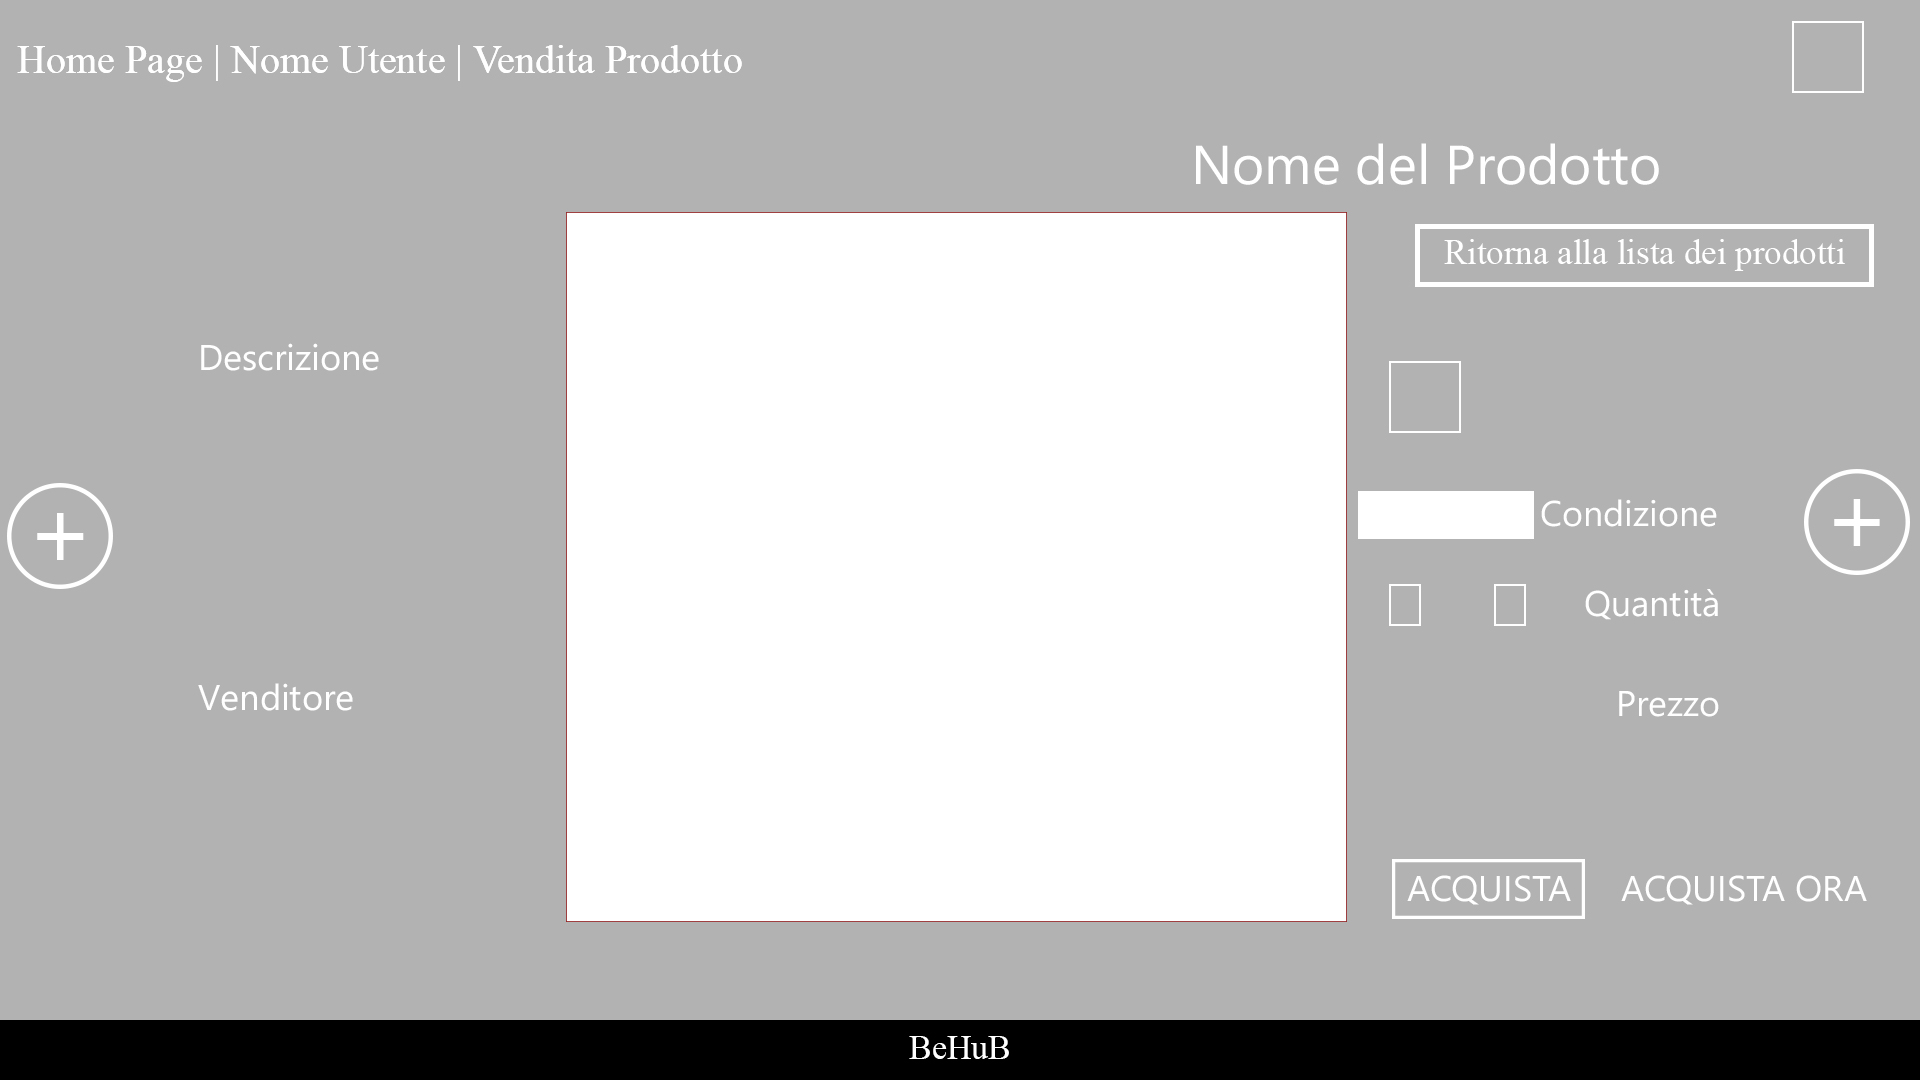 Home Page | Nome Utente | Vendita Prodotto
Nome del Prodotto
Ritorna alla lista dei prodotti
Descrizione
Condizione
Quantità
Venditore
Prezzo
ACQUISTA
ACQUISTA ORA
BeHuB